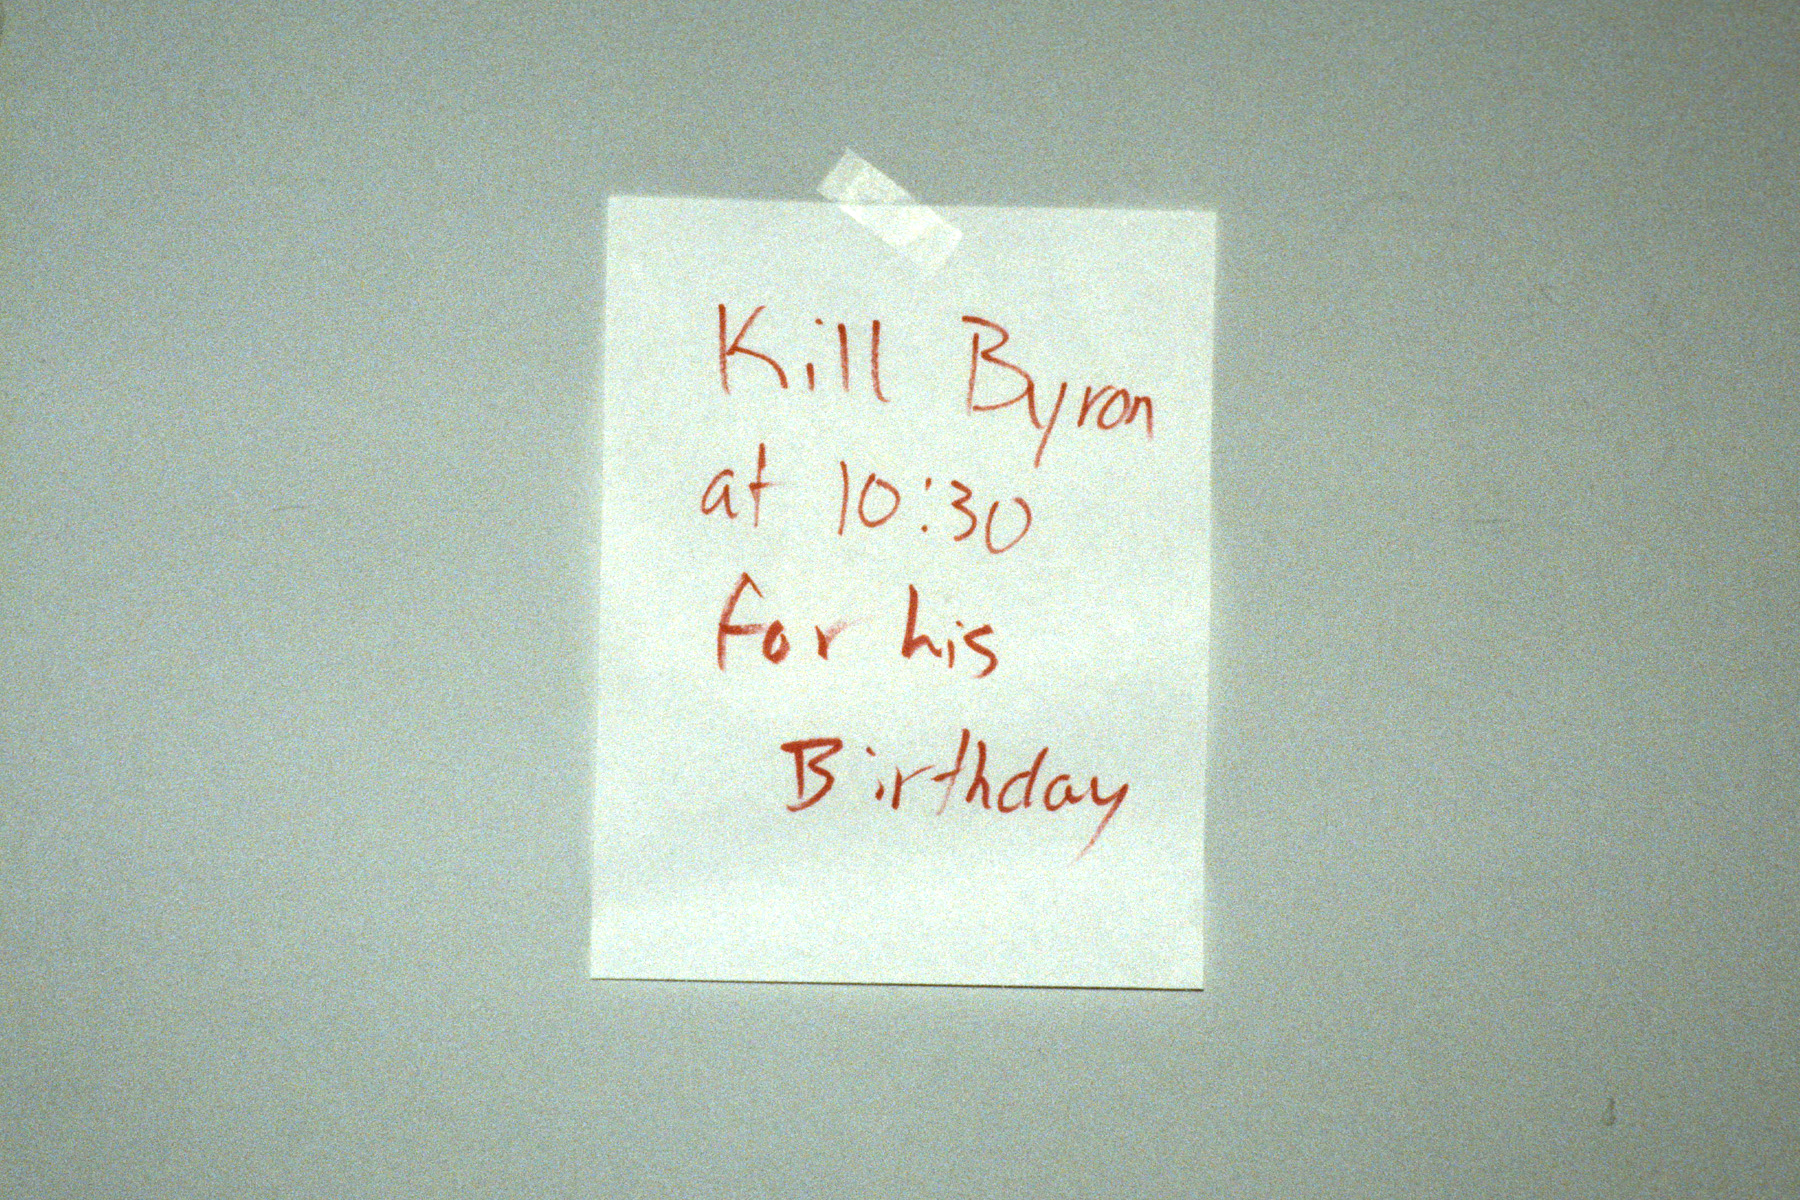 Kill Byron
at 10:30
for his
Birthday